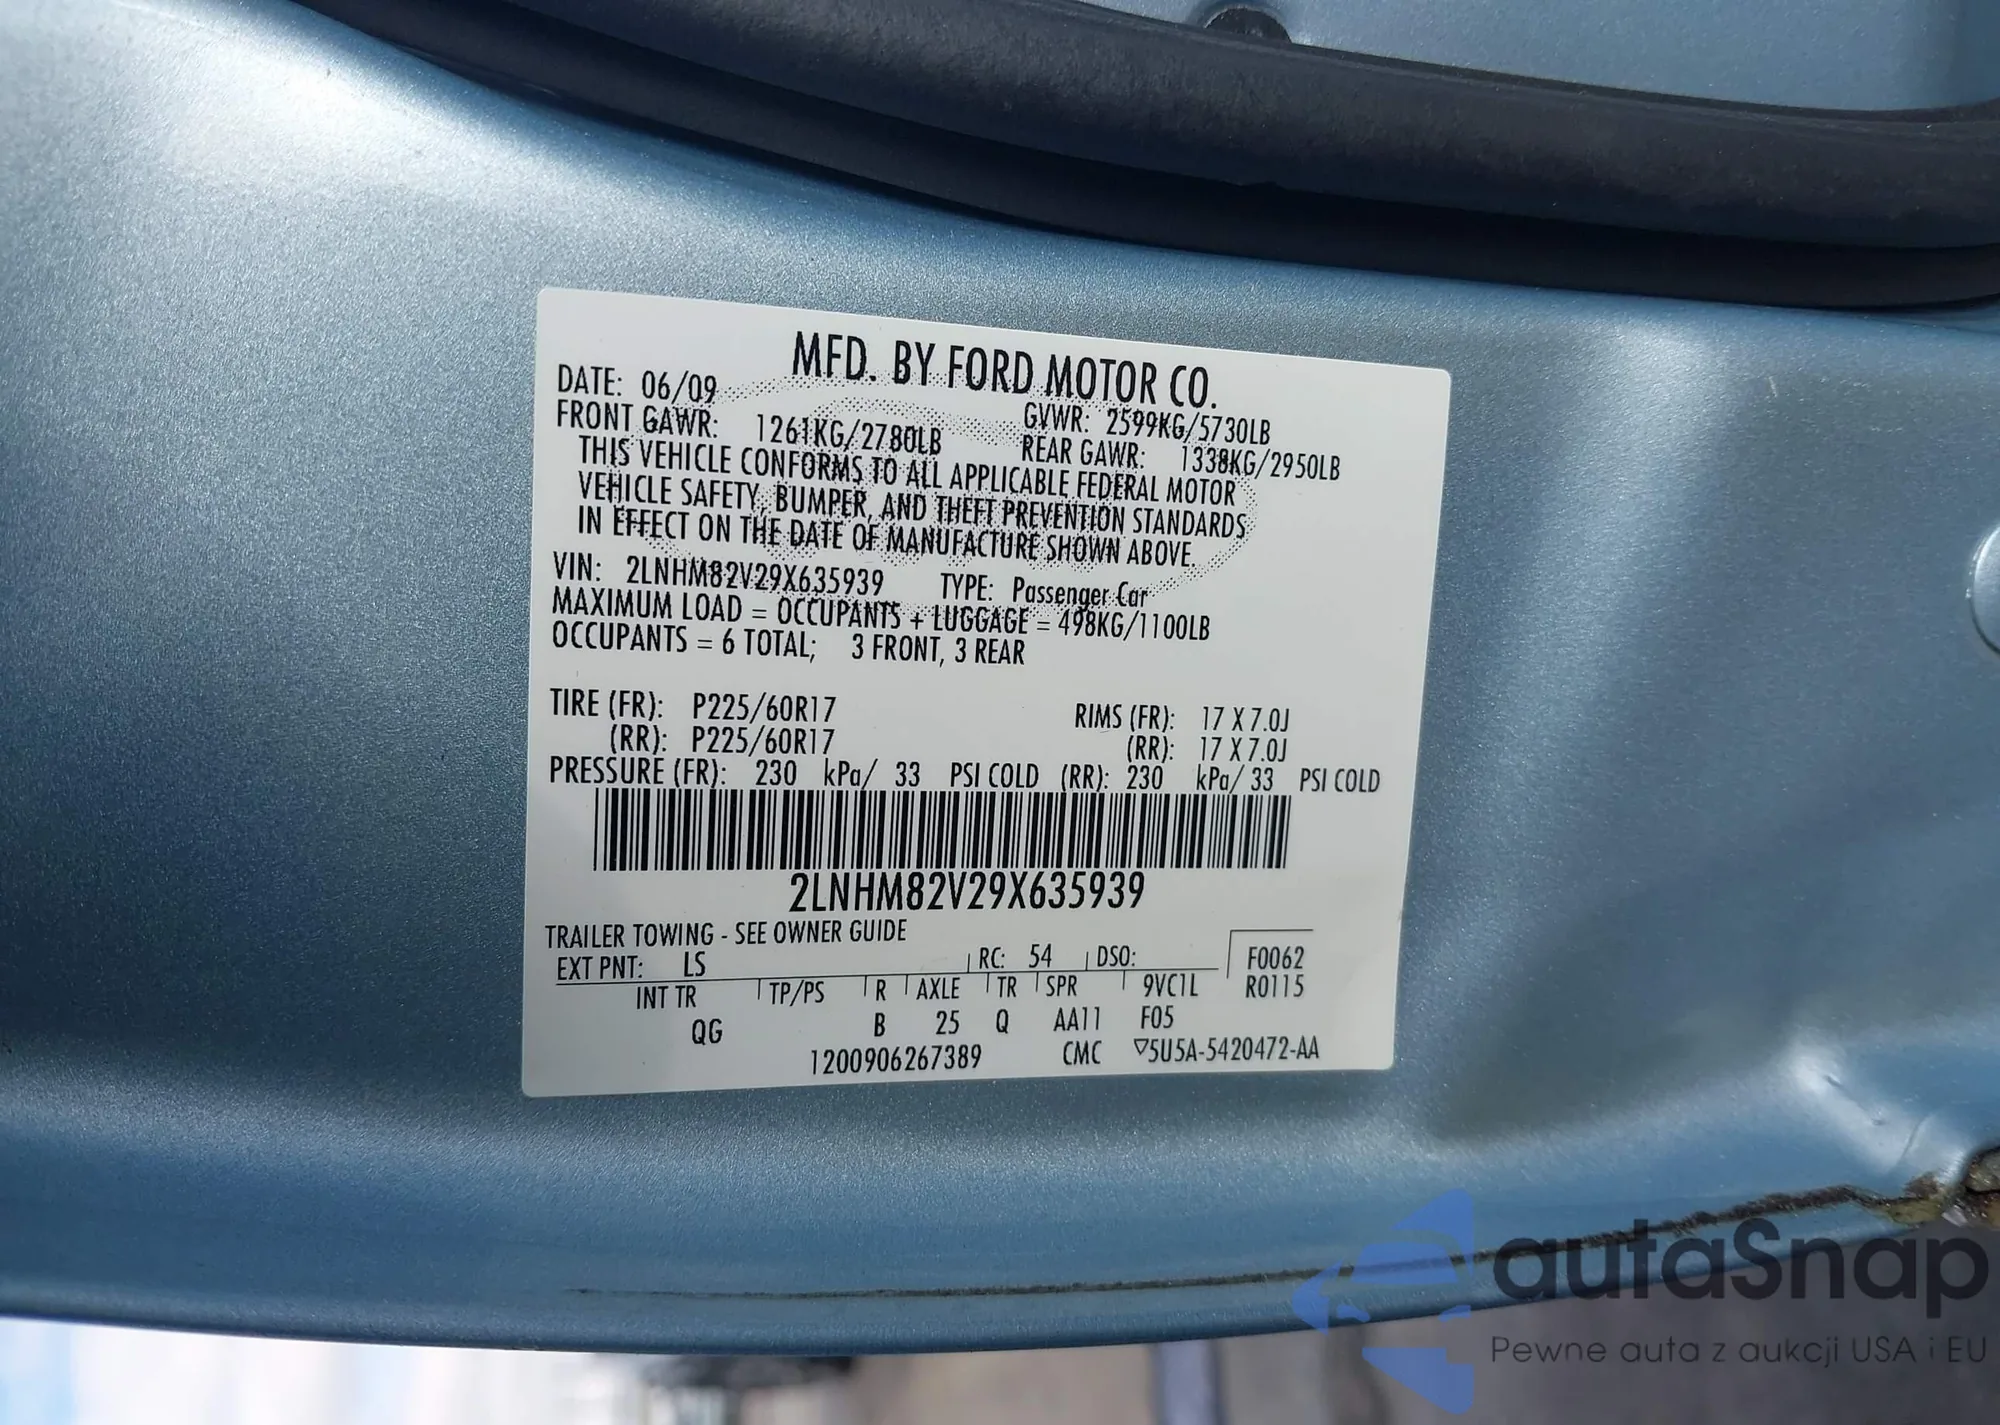 MFD. BY FORD MOTOR CO.
DATE: 06/09 GVWR: 2599KG/5730LB
FRONT GAWR: 1261KG/2780LB REAR GAWR: 1338KG/2950LB
THIS VEHICLE CONFORMS TO ALL APPLICABLE FEDERAL MOTOR
VEHICLE SAFETY, BUMPER, AND THEFT PREVENTION STANDARDS
IN EFFECT ON THE DATE OF MANUFACTURE SHOWN ABOVE.
VIN: 2LNHM82V29X635939 TYPE: Passenger Car
MAXIMUM LOAD = OCCUPANTS + LUGGAGE = 498KG/1100LB
OCCUPANTS = 6 TOTAL; 3 FRONT, 3 REAR
TIRE (FR): P225/60R17 RIMS (FR): 17 X 7.0J
(RR): P225/60R17 (RR): 17 X 7.0J
PRESSURE (FR): 230 kPa/ 33 PSI COLD (RR): 230 kPa/ 33 PSI COLD
2LNHM82V29X635939
TRAILER TOWING - SEE OWNER GUIDE
EXT PNT: LS RC: 54 DSO: F0062
INT TR TP/PS R AXLE TR SPR 9VC1L R0115
QG B 25 Q AA11 F05
1200906267389 CMC ▽5U5A-5420472-AA
autaSnap
Pewne auta z aukcji USA i EU